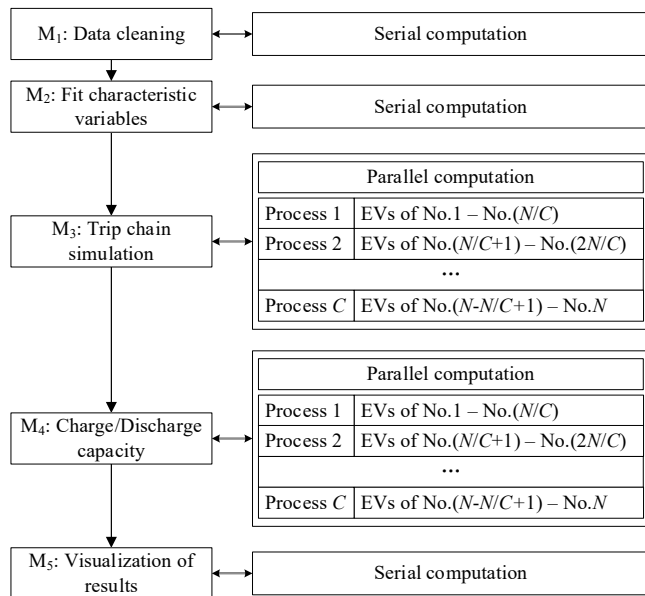 M₁: Data cleaning
Serial computation
M₂: Fit characteristic
variables
Serial computation
M₃: Trip chain
simulation
Parallel computation
Process 1 EVs of No.1 – No.(N/C)
Process 2 EVs of No.(N/C+1) – No.(2N/C)
...
Process C EVs of No.(N-N/C+1) – No.N
M₄: Charge/Discharge
capacity
Parallel computation
Process 1 EVs of No.1 – No.(N/C)
Process 2 EVs of No.(N/C+1) – No.(2N/C)
...
Process C EVs of No.(N-N/C+1) – No.N
M₅: Visualization of
results
Serial computation